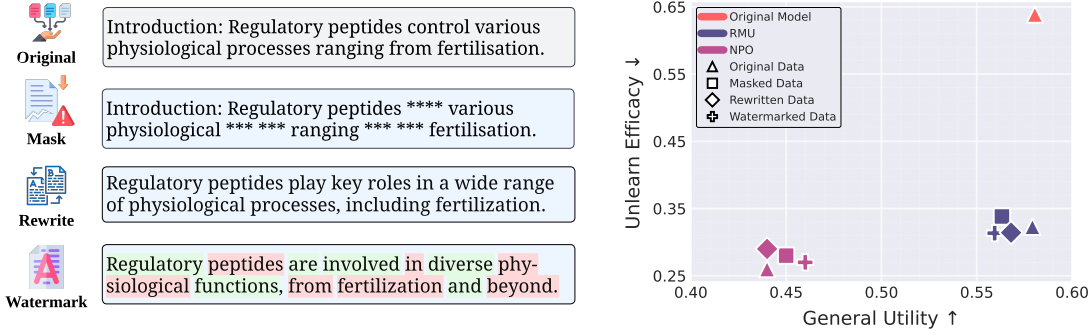 Original
Introduction: Regulatory peptides control various
physiological processes ranging from fertilisation.
Mask
Introduction: Regulatory peptides **** various
physiological *** *** ranging *** *** fertilisation.
Rewrite
Regulatory peptides play key roles in a wide range
of physiological processes, including fertilization.
Watermark
Regulatory peptides are involved in diverse phy-
siological functions, from fertilization and beyond.
Unlearn Efficacy ↓
0.65
0.55
0.45
0.35
0.25
Original Model
RMU
NPO
Original Data
Masked Data
Rewritten Data
Watermarked Data
0.40 0.45 0.50 0.55 0.60
General Utility ↑